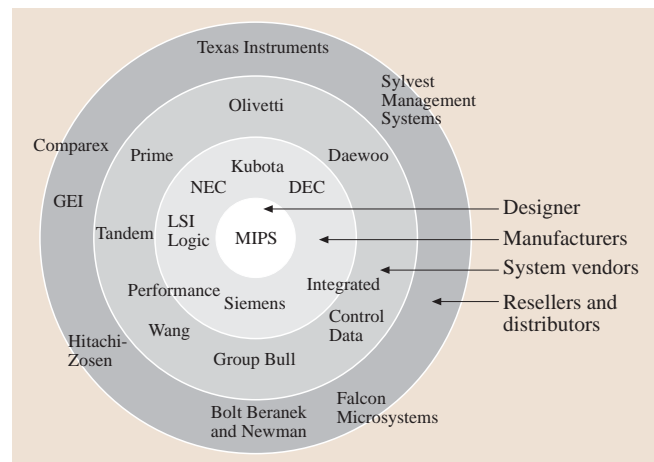 Texas Instruments
Sylvest
Management
Systems
Olivetti
Comparex
Prime
Daewoo
Kubota
NEC
DEC
GEI
Designer
LSI
Logic
Tandem
MIPS
Manufacturers
System vendors
Integrated
Performance
Siemens
Resellers and
distributors
Control
Data
Wang
Hitachi-
Zosen
Group Bull
Falcon
Microsystems
Bolt Beranek
and Newman